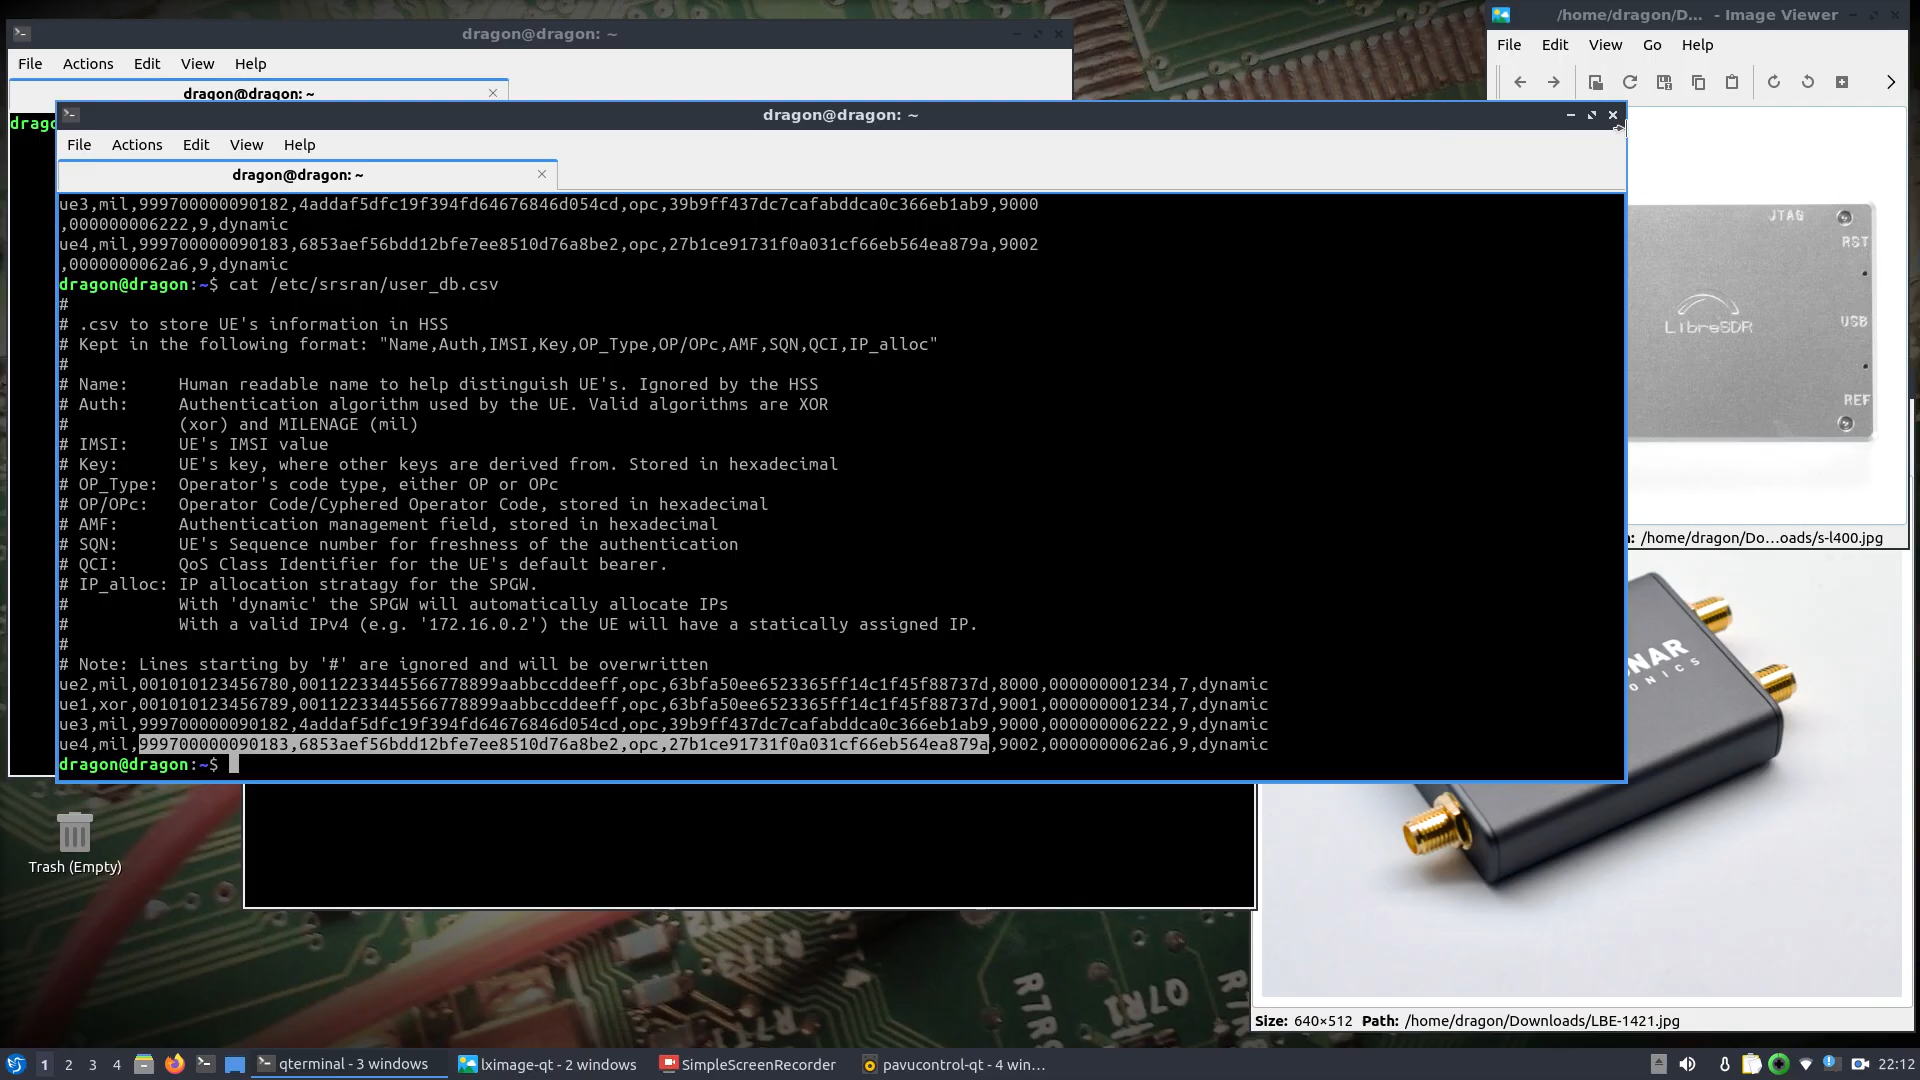 dragon@dragon: ~
File Actions Edit View Help
dragon@dragon: ~
/home/dragon/D... - Image Viewer
File Edit View Go Help
dragon@dragon: ~
File Actions Edit View Help
dragon@dragon: ~
ue3,mil,999700000090182,4addaf5dfc19f394fd64676846d054cd,opc,39b9ff437dc7cafabddca0c366eb1ab9,9000
,000000006222,9,dynamic
ue4,mil,999700000090183,6853aef56bdd12bfe7ee8510d76a8be2,opc,27b1ce91731f0a031cf66eb564ea879a,9002
,0000000062a6,9,dynamic
dragon@dragon:~$ cat /etc/srsran/user_db.csv
#
# .csv to store UE's information in HSS
# Kept in the following format: "Name,Auth,IMSI,Key,OP_Type,OP/OPc,AMF,SQN,QCI,IP_alloc"
#
# Name: Human readable name to help distinguish UE's. Ignored by the HSS
# Auth: Authentication algorithm used by the UE. Valid algorithms are XOR
# (xor) and MILENAGE (mil)
# IMSI: UE's IMSI value
# Key: UE's key, where other keys are derived from. Stored in hexadecimal
# OP_Type: Operator's code type, either OP or OPc
# OP/OPc: Operator Code/Cyphered Operator Code, stored in hexadecimal
# AMF: Authentication management field, stored in hexadecimal
# SQN: UE's Sequence number for freshness of the authentication
# QCI: QoS Class Identifier for the UE's default bearer.
# IP_alloc: IP allocation stratagy for the SPGW.
# With 'dynamic' the SPGW will automatically allocate IPs
# With a valid IPv4 (e.g. '172.16.0.2') the UE will have a statically assigned IP.
#
# Note: Lines starting by '#' are ignored and will be overwritten
ue2,mil,001010123456780,00112233445566778899aabbccddeeff,opc,63bfa50ee6523365ff14c1f45f88737d,8000,000000001234,7,dynamic
ue1,xor,001010123456789,00112233445566778899aabbccddeeff,opc,63bfa50ee6523365ff14c1f45f88737d,9001,000000001234,7,dynamic
ue3,mil,999700000090182,4addaf5dfc19f394fd64676846d054cd,opc,39b9ff437dc7cafabddca0c366eb1ab9,9000,000000006222,9,dynamic
ue4,mil,999700000090183,6853aef56bdd12bfe7ee8510d76a8be2,opc,27b1ce91731f0a031cf66eb564ea879a,9002,0000000062a6,9,dynamic
dragon@dragon:~$
JTAG
RST
LibreSDR
USB
REF
/home/dragon/Do...oads/s-l400.jpg
Trash (Empty)
Size: 640×512 Path: /home/dragon/Downloads/LBE-1421.jpg
1 2 3 4 qterminal - 3 windows lximage-qt - 2 windows SimpleScreenRecorder pavucontrol-qt - 4 win... 22:12